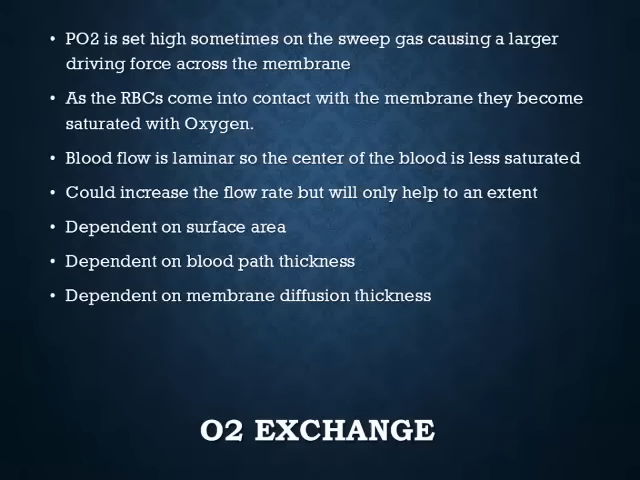 • PO2 is set high sometimes on the sweep gas causing a larger
driving force across the membrane
• As the RBCs come into contact with the membrane they become
saturated with Oxygen.
• Blood flow is laminar so the center of the blood is less saturated
• Could increase the flow rate but will only help to an extent
• Dependent on surface area
• Dependent on blood path thickness
• Dependent on membrane diffusion thickness
O2 EXCHANGE